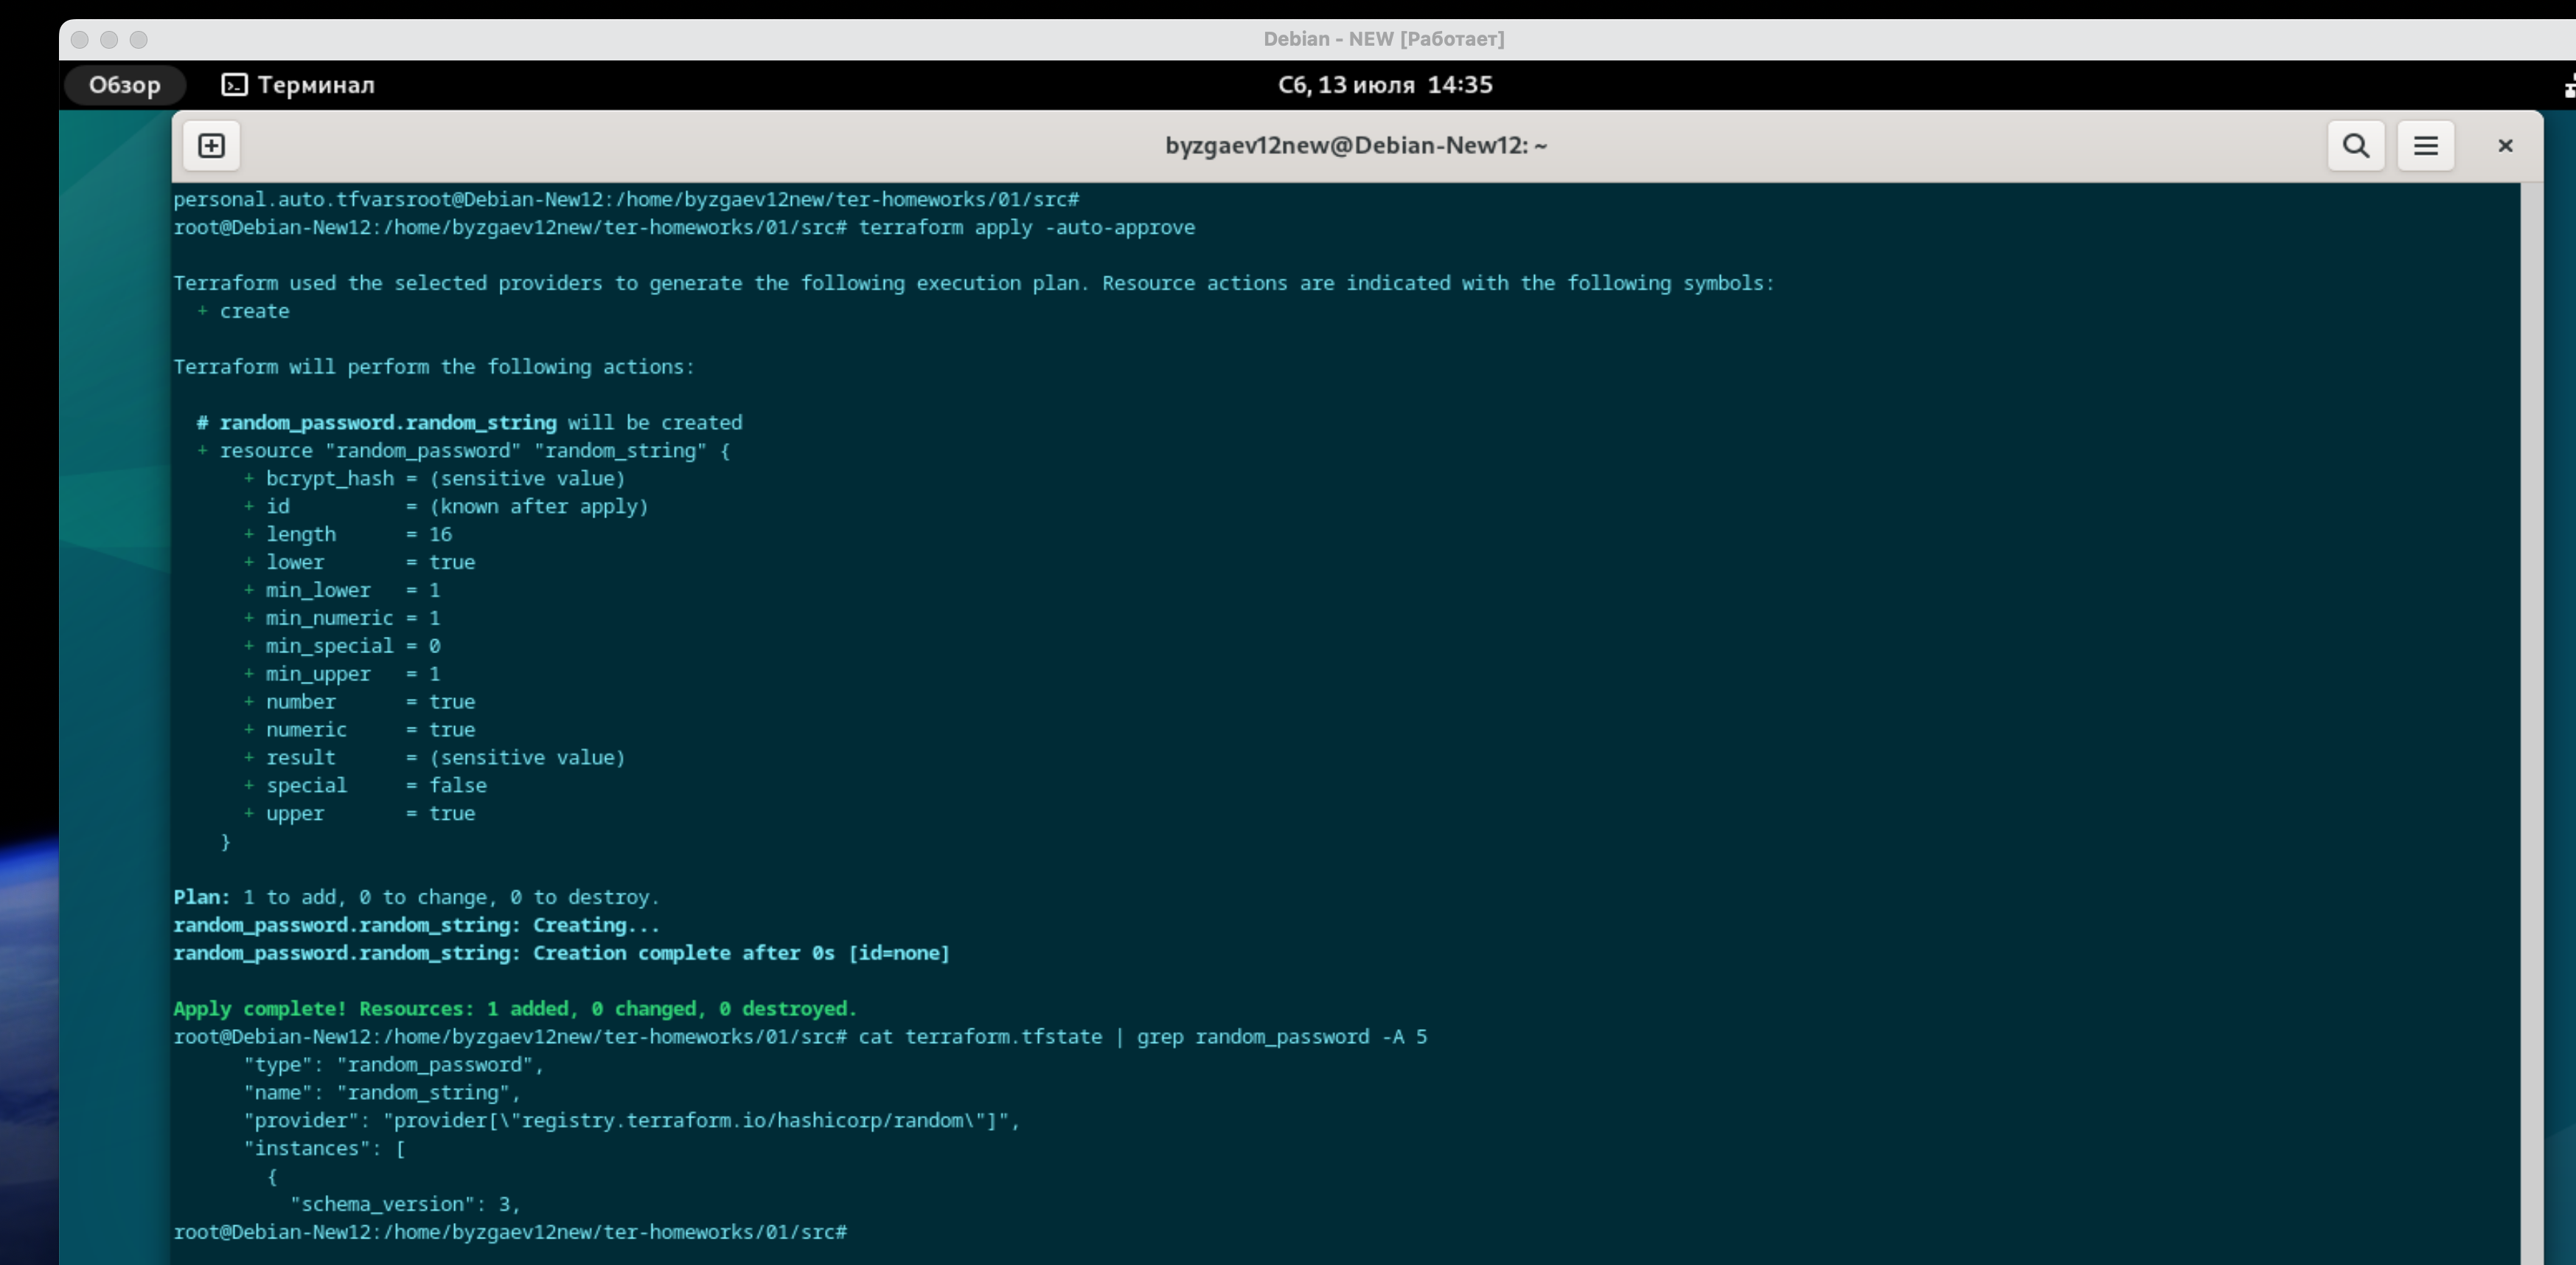 Debian - NEW [Работает]
Обзор Терминал Сб, 13 июля 14:35
byzgaev12new@Debian-New12: ~
personal.auto.tfvarsroot@Debian-New12:/home/byzgaev12new/ter-homeworks/01/src#
root@Debian-New12:/home/byzgaev12new/ter-homeworks/01/src# terraform apply -auto-approve
Terraform used the selected providers to generate the following execution plan. Resource actions are indicated with the following symbols:
  + create
Terraform will perform the following actions:
  # random_password.random_string will be created
  + resource "random_password" "random_string" {
      + bcrypt_hash = (sensitive value)
      + id          = (known after apply)
      + length      = 16
      + lower       = true
      + min_lower   = 1
      + min_numeric = 1
      + min_special = 0
      + min_upper   = 1
      + number      = true
      + numeric     = true
      + result      = (sensitive value)
      + special     = false
      + upper       = true
    }
Plan: 1 to add, 0 to change, 0 to destroy.
random_password.random_string: Creating...
random_password.random_string: Creation complete after 0s [id=none]
Apply complete! Resources: 1 added, 0 changed, 0 destroyed.
root@Debian-New12:/home/byzgaev12new/ter-homeworks/01/src# cat terraform.tfstate | grep random_password -A 5
      "type": "random_password",
      "name": "random_string",
      "provider": "provider[\"registry.terraform.io/hashicorp/random\"]",
      "instances": [
        {
          "schema_version": 3,
root@Debian-New12:/home/byzgaev12new/ter-homeworks/01/src#